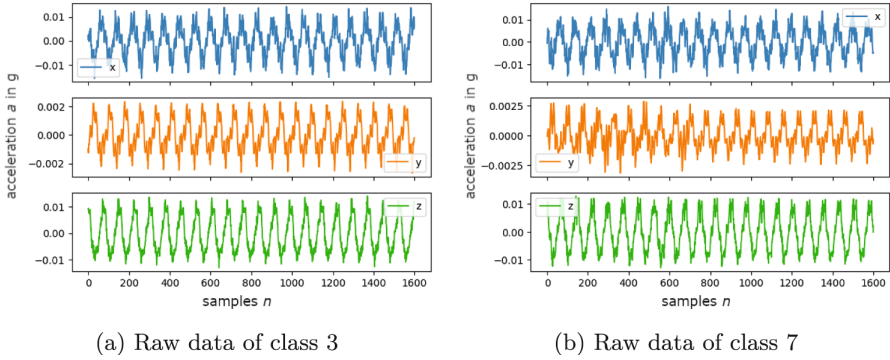 acceleration a in g
0.01
0.00
−0.01
x
0.002
0.000
−0.002
y
0.01
0.00
−0.01
z
0 200 400 600 800 1000 1200 1400 1600
samples n
(a) Raw data of class 3
acceleration a in g
0.01
0.00
−0.01
x
0.0025
0.0000
−0.0025
y
0.01
0.00
−0.01
z
0 200 400 600 800 1000 1200 1400 1600
samples n
(b) Raw data of class 7